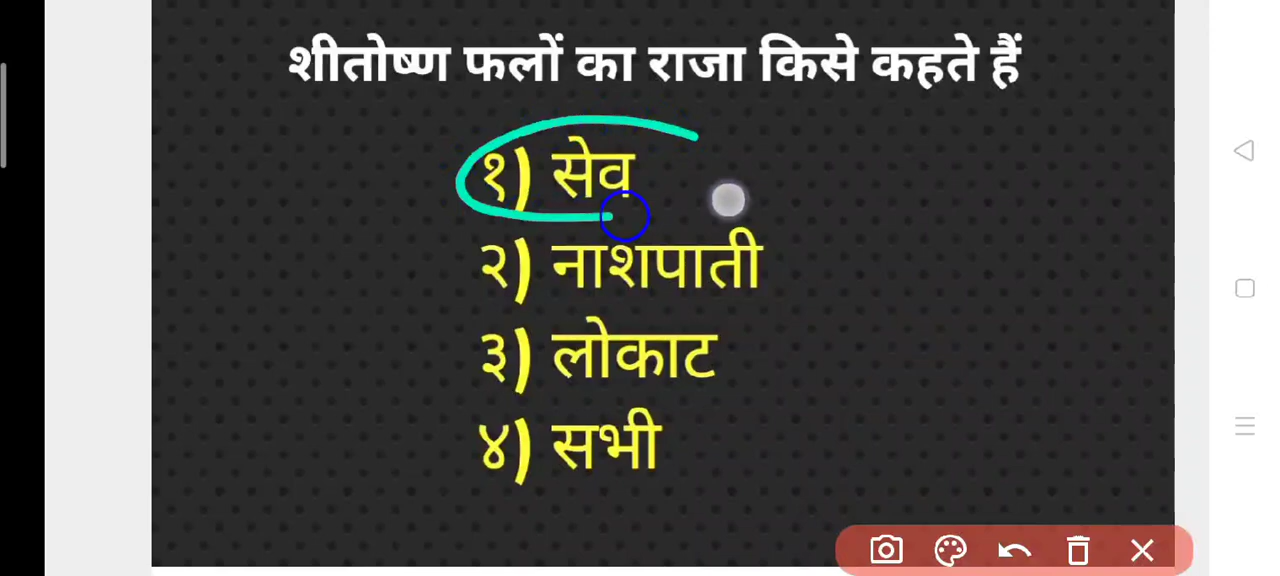 शीतोष्ण फलों का राजा किसे कहते हैं
१) सेव
२) नाशपाती
३) लोकाट
४) सभी